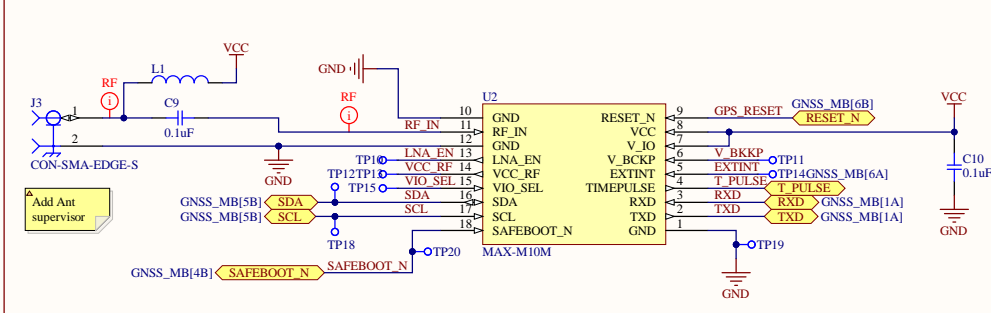 VCC
L1
GND
RF
RF
U2
J3
1
C9
0.1uF
2
CON-SMA-EDGE-S
GND
RF_IN
LNA_EN
VCC_RF
VIO_SEL
SDA
SCL
TP12
TP13
TP15
GNSS_MB[5B]
SDA
GNSS_MB[5B]
SCL
TP18
TP20
GNSS_MB[4B]
SAFEBOOT_N
SAFEBOOT_N
Add Ant
supervisor
10 GND
11 RF_IN
12 GND
13 LNA_EN
14 VCC_RF
15 VIO_SEL
16 SDA
17 SCL
18 SAFEBOOT_N
RESET_N 9
VCC 8
V_IO 7
V_BCKP 6
EXTINT 5
TIMEPULSE 4
RXD 3
TXD 2
GND 1
MAX-M10M
GPS_RESET
GNSS_MB[6B]
RESET_N
V_BKKP
TP11
EXTINT
TP14
GNSS_MB[6A]
T_PULSE
T_PULSE
RXD
RXD
GNSS_MB[1A]
TXD
TXD
GNSS_MB[1A]
TP19
GND
VCC
C10
0.1uF
GND